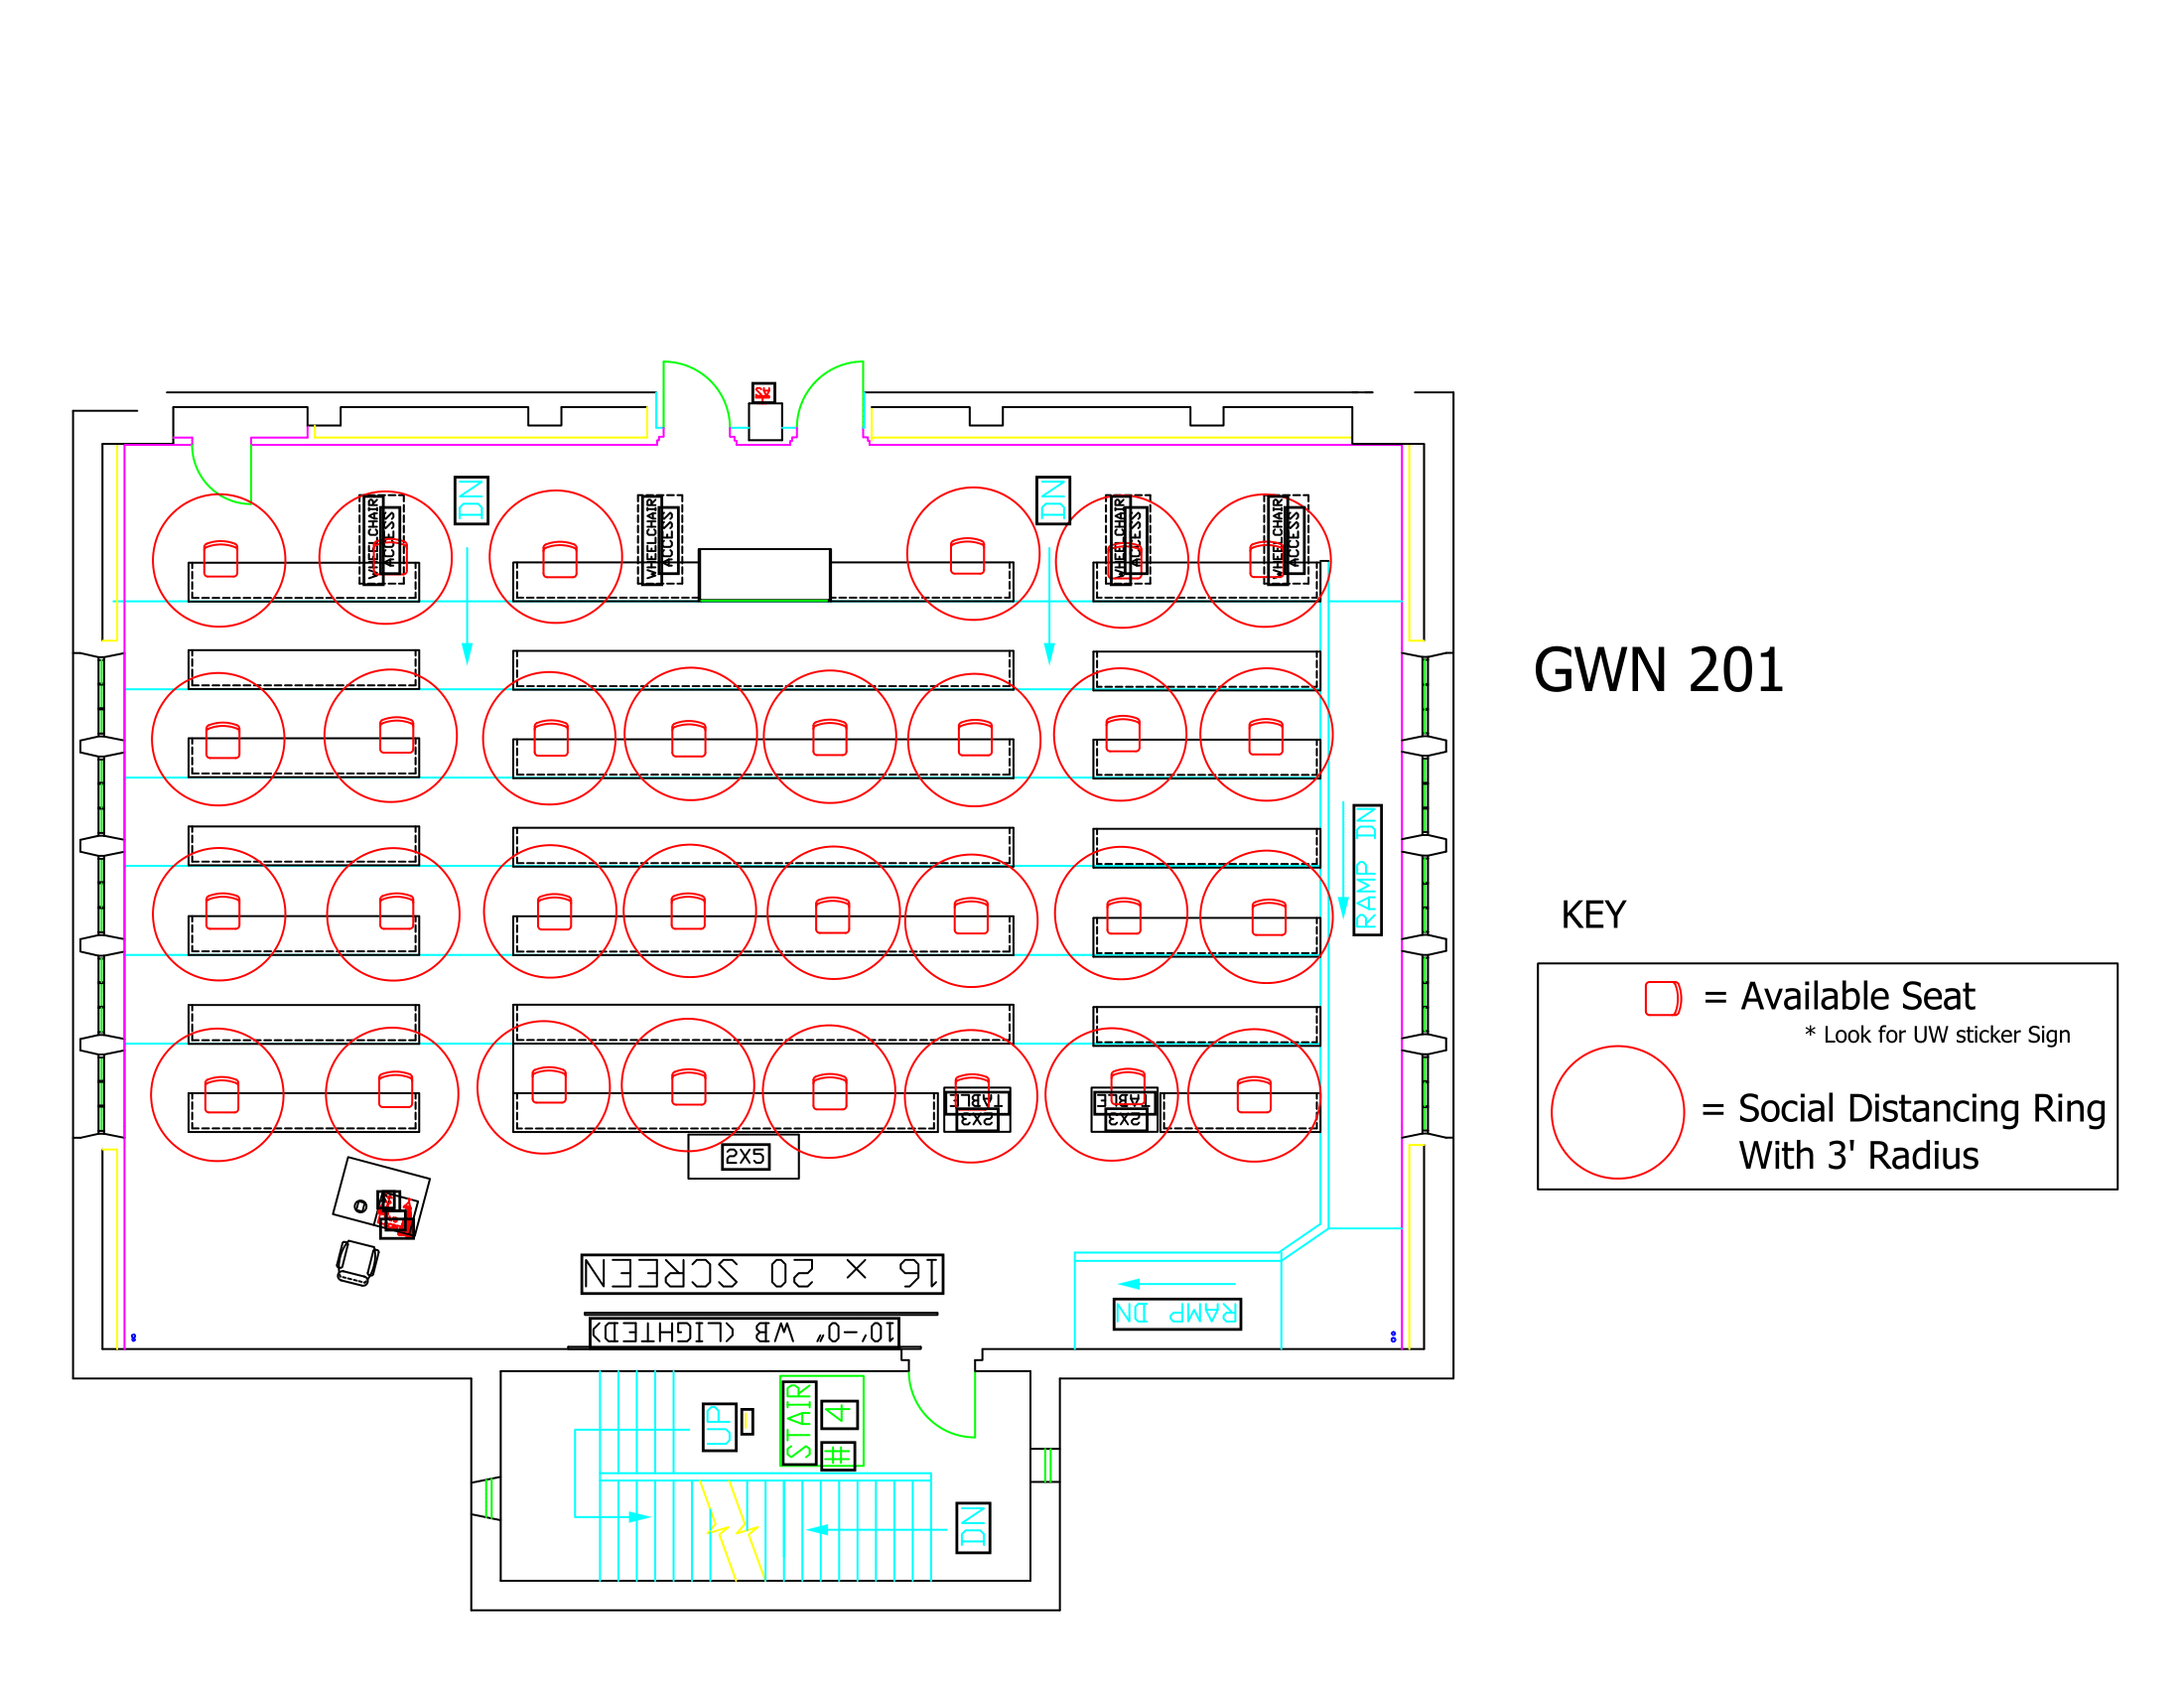 DN
DN
WHEELCHAIR
ACCESS
WHEELCHAIR
ACCESS
WHEELCHAIR
ACCESS
WHEELCHAIR
ACCESS
GWN 201
RAMP DN
KEY
= Available Seat
* Look for UW sticker Sign
= Social Distancing Ring
With 3' Radius
TABLE
2X3
TABLE
2X3
2X5
16 X 20 SCREEN
RAMP DN
10'-0" WB (LIGHTED)
UP
STAIR
# 4
DN